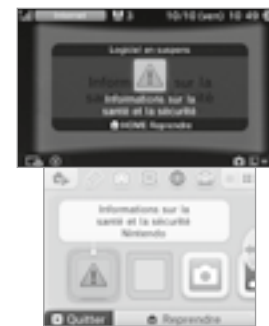 Internet 3 10/10 (ven) 10:49
Logiciel en suspens
Informations sur la
santé et la sécurité
HOME Reprendre
Informations sur la
santé et la sécurité
Nintendo
Quitter Reprendre